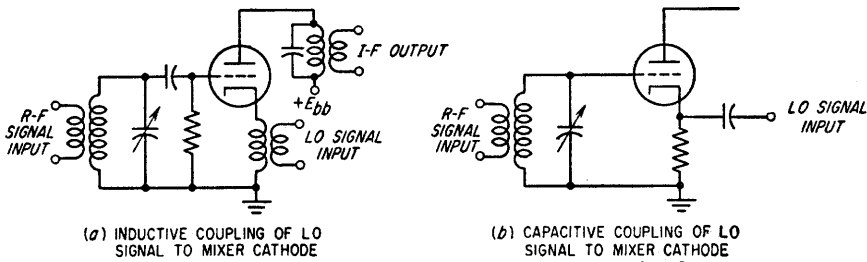 I-F OUTPUT
+Ebb
R-F
SIGNAL
INPUT
LO SIGNAL
INPUT
(a) INDUCTIVE COUPLING OF LO
SIGNAL TO MIXER CATHODE
R-F
SIGNAL
INPUT
LO SIGNAL
INPUT
(b) CAPACITIVE COUPLING OF LO
SIGNAL TO MIXER CATHODE